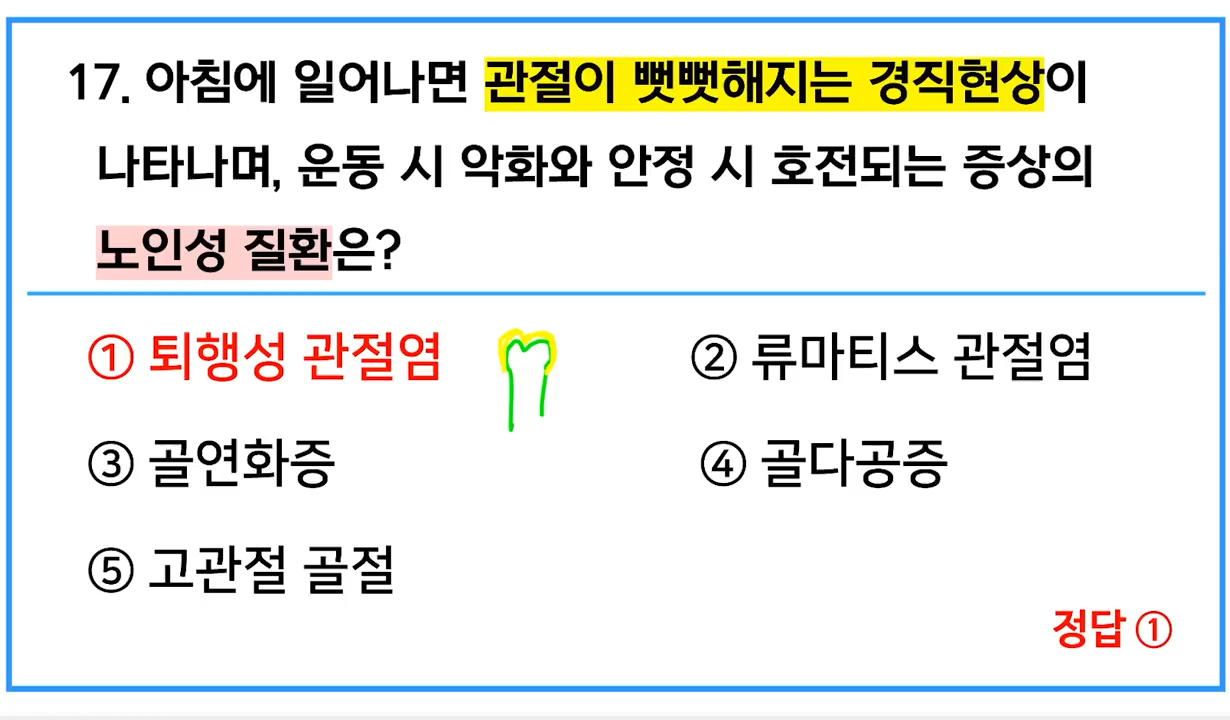 17. 아침에 일어나면 관절이 뻣뻣해지는 경직현상이
나타나며, 운동 시 악화와 안정 시 호전되는 증상의
노인성 질환은?
① 퇴행성 관절염
② 류마티스 관절염
③ 골연화증
④ 골다공증
⑤ 고관절 골절
정답 ①